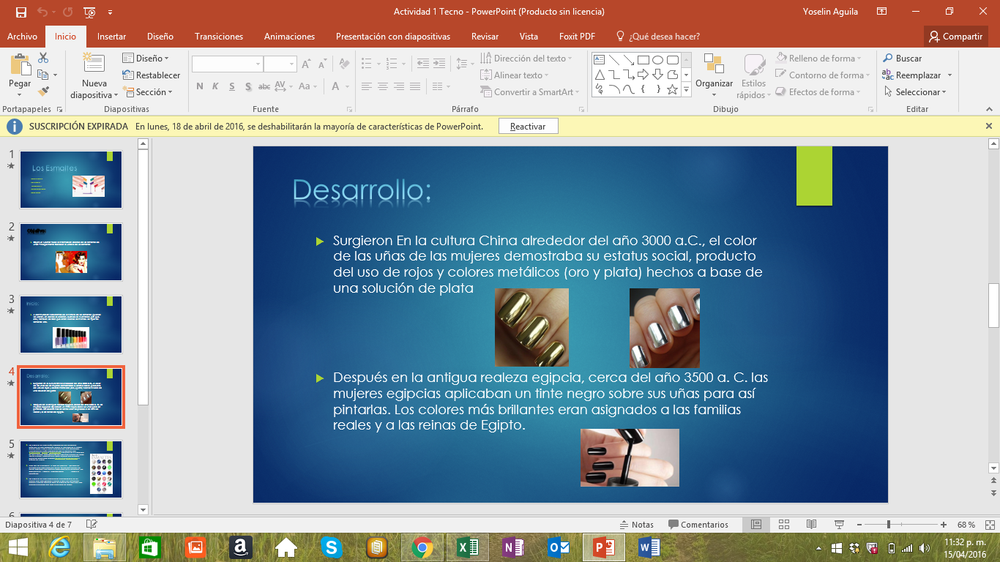 Actividad 1 Tecno - PowerPoint (Producto sin licencia)
Yoselin Aguila
Archivo Inicio Insertar Diseño Transiciones Animaciones Presentación con diapositivas Revisar Vista Foxit PDF ¿Qué desea hacer? Compartir
Pegar
Nueva diapositiva
Diseño
Restablecer
Sección
N K S S abc AV Aa A
Dirección del texto
Alinear texto
Convertir a SmartArt
Organizar
Estilos rápidos
Relleno de forma
Contorno de forma
Efectos de forma
Buscar
Reemplazar
Seleccionar
Portapapeles Diapositivas Fuente Párrafo Dibujo Editar
SUSCRIPCIÓN EXPIRADA En lunes, 18 de abril de 2016, se deshabilitarán la mayoría de características de PowerPoint. Reactivar
1
Los Esmaltes
2
3
Inicio:
4
Desarrollo:
5
6
Desarrollo:
Surgieron En la cultura China alrededor del año 3000 a.C., el color
de las uñas de las mujeres demostraba su estatus social, producto
del uso de rojos y colores metálicos (oro y plata) hechos a base de
una solución de plata
Después en la antigua realeza egipcia, cerca del año 3500 a. C. las
mujeres egipcias aplicaban un tinte negro sobre sus uñas para así
pintarlas. Los colores más brillantes eran asignados a las familias
reales y a las reinas de Egipto.
Diapositiva 4 de 7
Notas
Comentarios
68 %
11:32 p. m.
15/04/2016